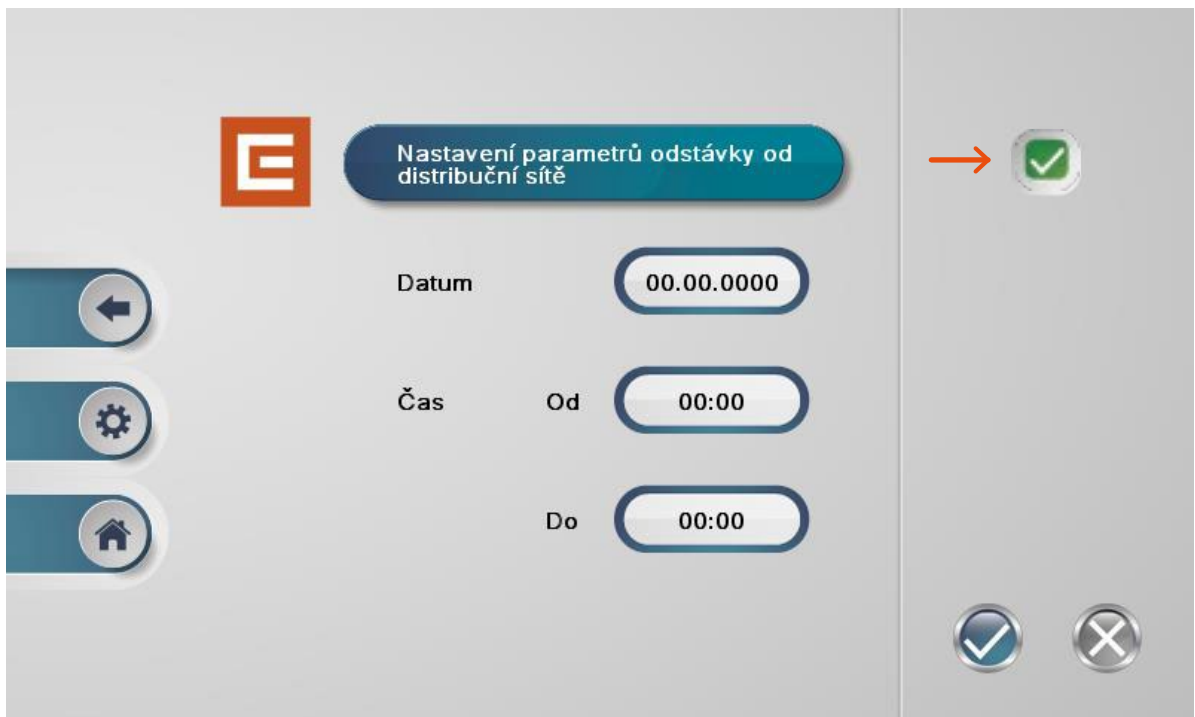 Nastavení parametrů odstávky od
distribuční sítě
Datum 00.00.0000
Čas Od 00:00
Do 00:00